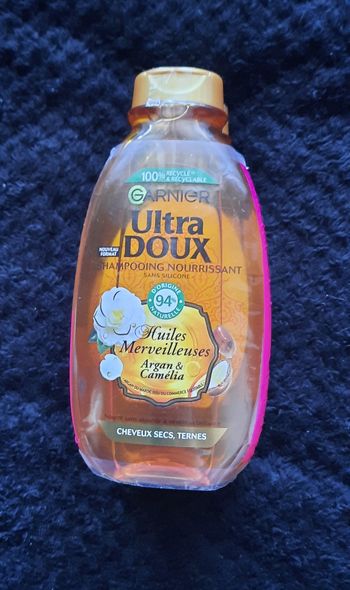 100% RECYCLÉ
& RECYCLABLE
GARNIER
Ultra
DOUX
NOUVEAU
FORMAT
SHAMPOOING NOURRISSANT
SANS SILICONE
D'ORIGINE
94%
NATURELLE
Huiles
Merveilleuses
Argan &
Camélia
CHEVEUX SECS, TERNES